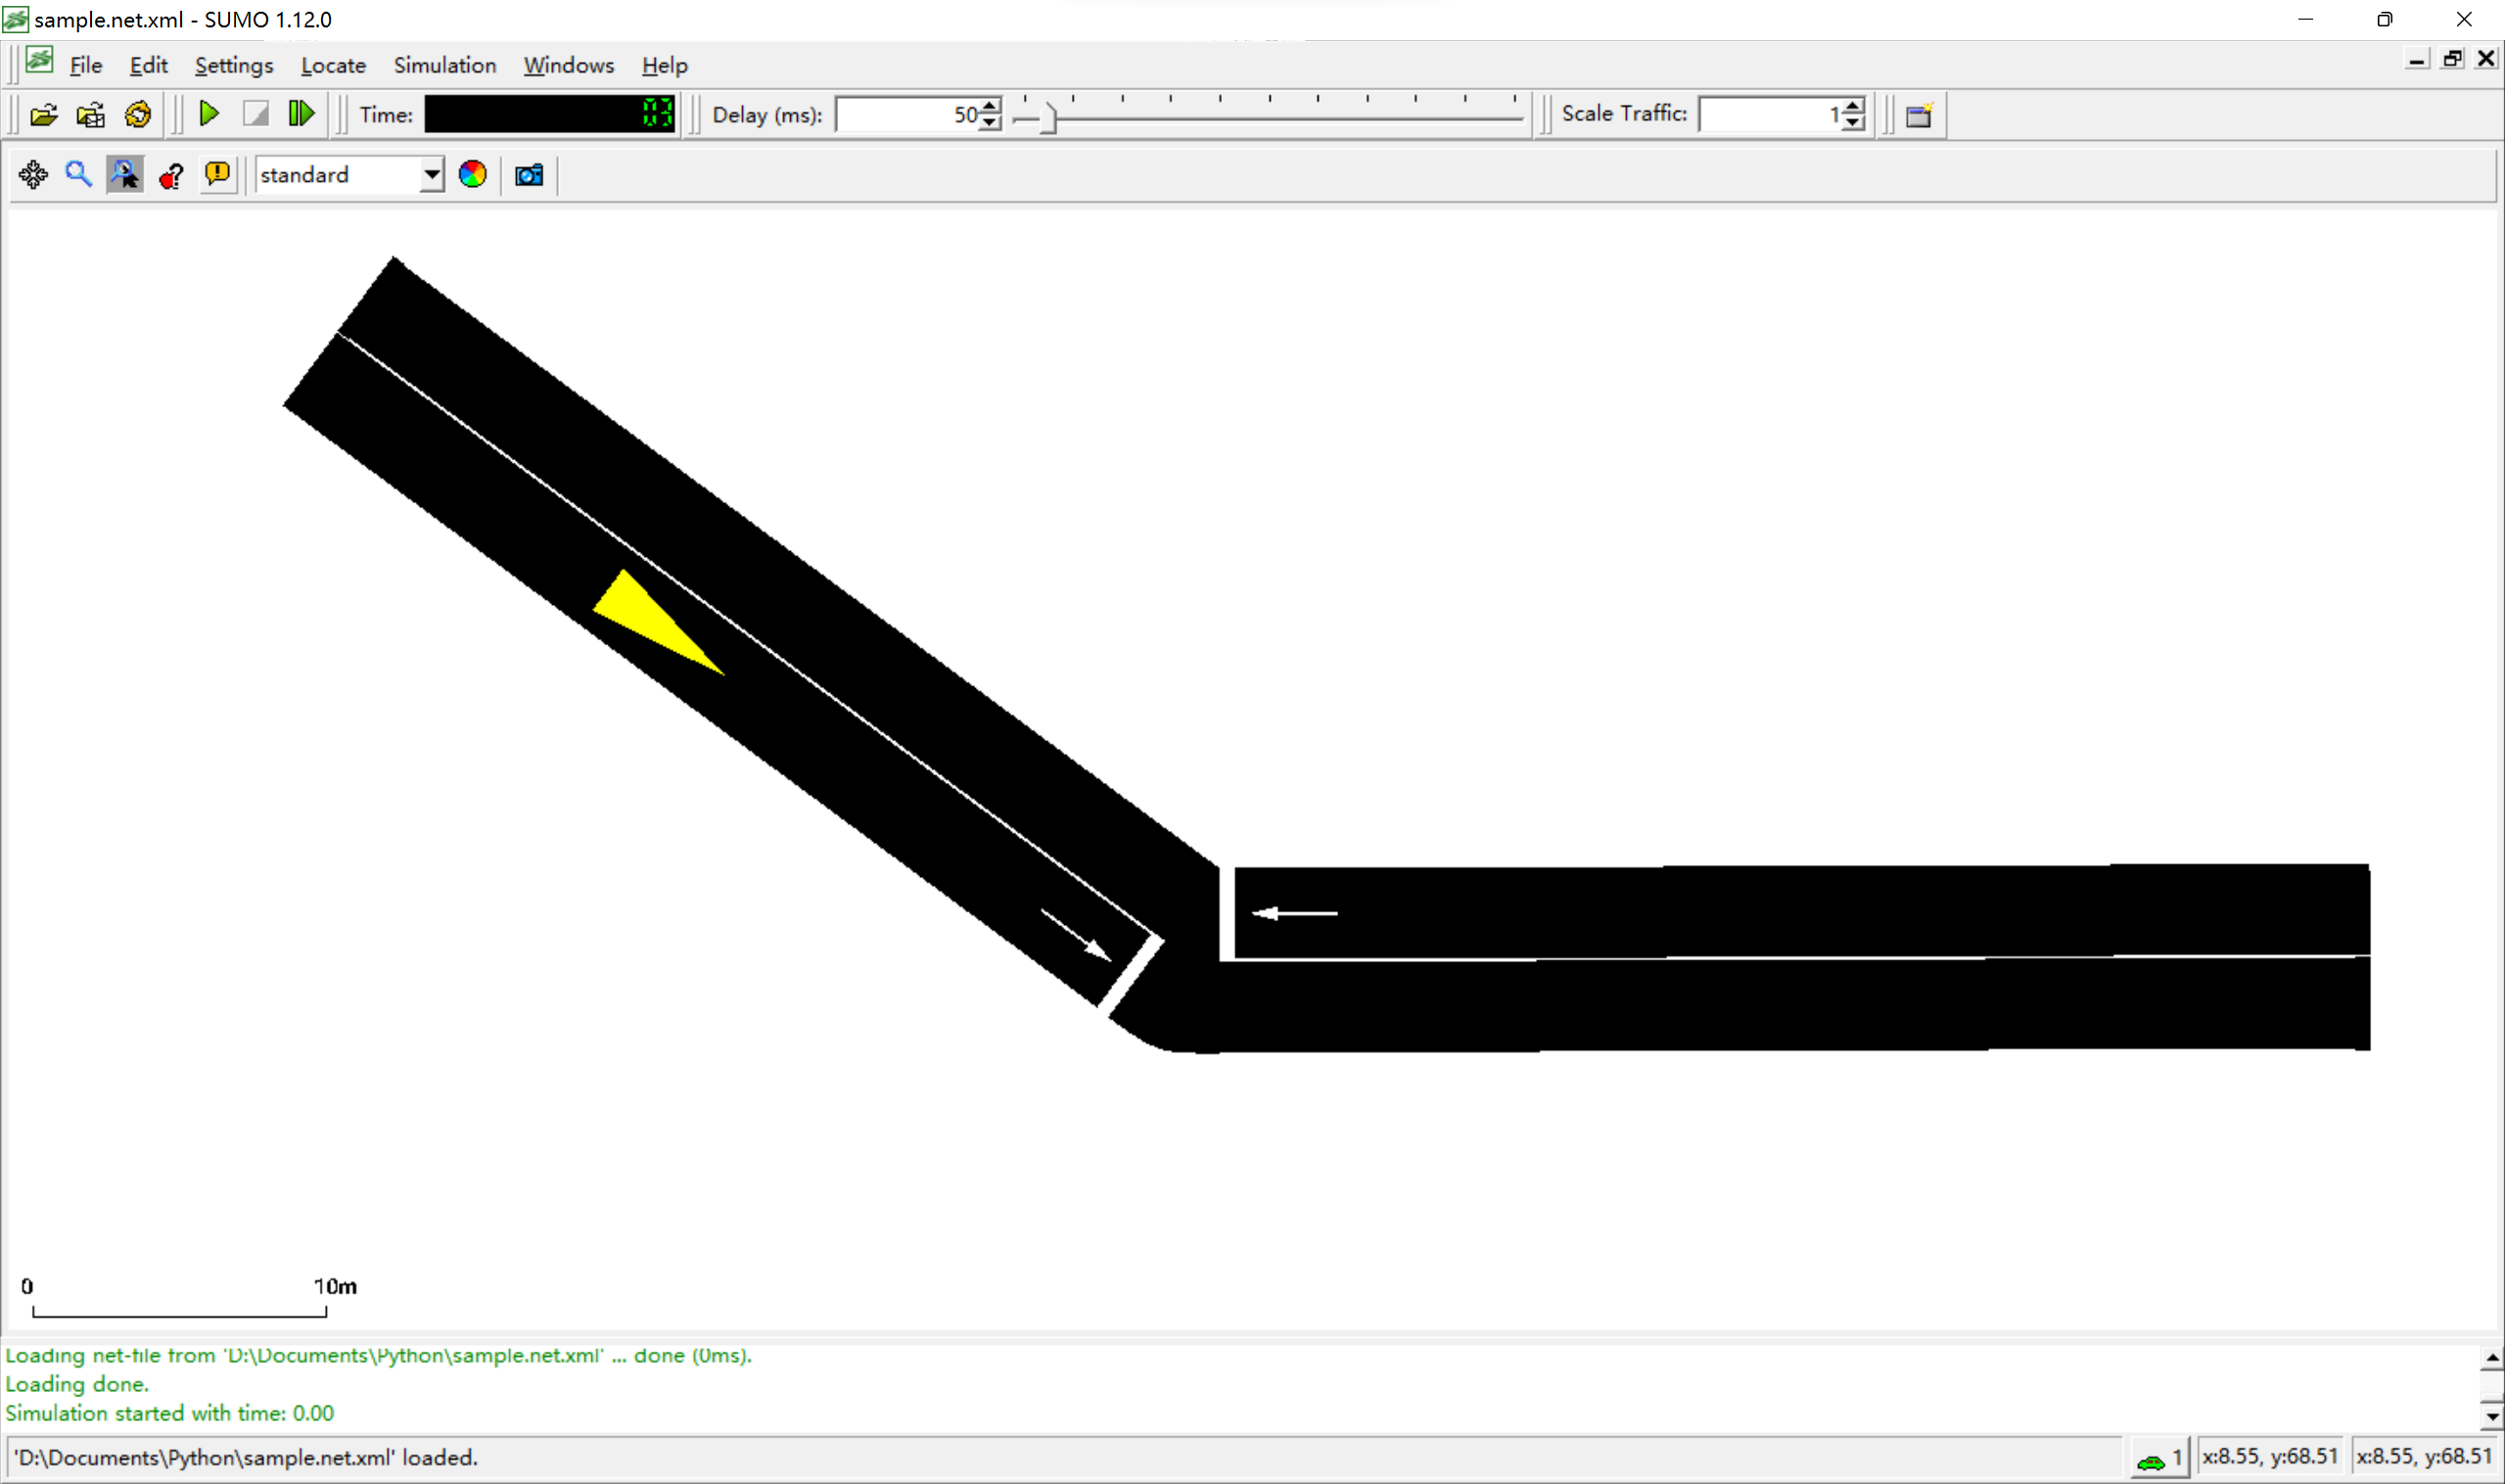 sample.net.xml - SUMO 1.12.0
File Edit Settings Locate Simulation Windows Help
Time: 03 Delay (ms): 50 Scale Traffic: 1
standard
0 10m
Loading net-file from 'D:\Documents\Python\sample.net.xml' ... done (0ms).
Loading done.
Simulation started with time: 0.00
'D:\Documents\Python\sample.net.xml' loaded. 1 x:8.55, y:68.51 x:8.55, y:68.51